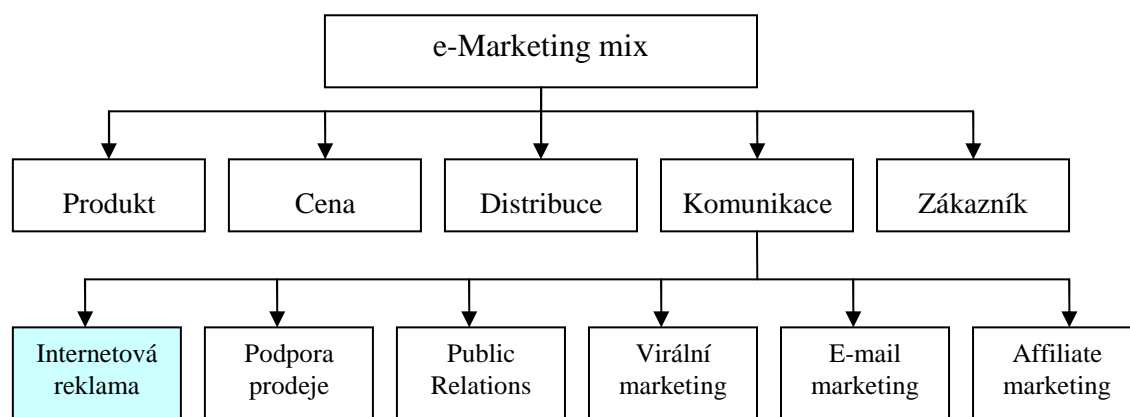 e-Marketing mix
Produkt
Cena
Distribuce
Komunikace
Zákazník
Internetová
reklama
Podpora
prodeje
Public
Relations
Virální
marketing
E-mail
marketing
Affiliate
marketing